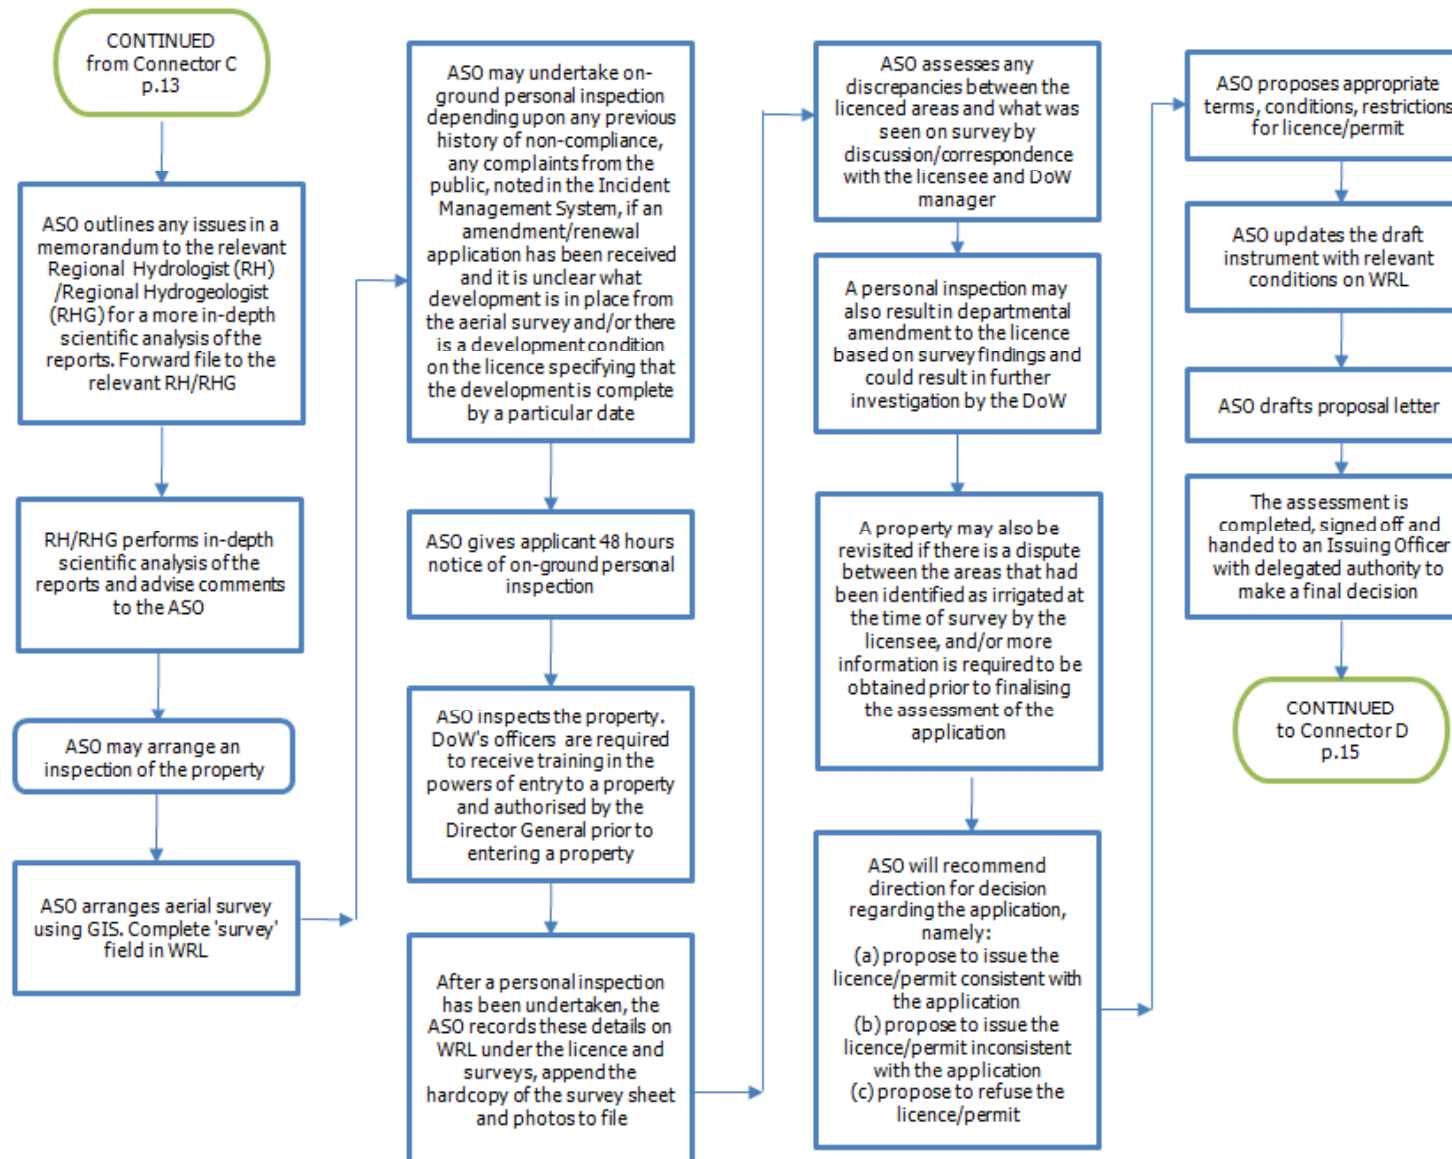 CONTINUED
from Connector C
p.13
ASO outlines any issues in a
memorandum to the relevant
Regional Hydrologist (RH)
/Regional Hydrogeologist
(RHG) for a more in-depth
scientific analysis of the
reports. Forward file to the
relevant RH/RHG
RH/RHG performs in-depth
scientific analysis of the
reports and advise comments
to the ASO
ASO may arrange an
inspection of the property
ASO arranges aerial survey
using GIS. Complete 'survey'
field in WRL
ASO may undertake on-
ground personal inspection
depending upon any previous
history of non-compliance,
any complaints from the
public, noted in the Incident
Management System, if an
amendment/renewal
application has been received
and it is unclear what
development is in place from
the aerial survey and/or there
is a development condition
on the licence specifying that
the development is complete
by a particular date
ASO gives applicant 48 hours
notice of on-ground personal
inspection
ASO inspects the property.
DoW's officers are required
to receive training in the
powers of entry to a property
and authorised by the
Director General prior to
entering a property
After a personal inspection
has been undertaken, the
ASO records these details on
WRL under the licence and
surveys, append the
hardcopy of the survey sheet
and photos to file
ASO assesses any
discrepancies between the
licenced areas and what was
seen on survey by
discussion/correspondence
with the licensee and DoW
manager
A personal inspection may
also result in departmental
amendment to the licence
based on survey findings and
could result in further
investigation by the DoW
A property may also be
revisited if there is a dispute
between the areas that had
been identified as irrigated at
the time of survey by the
licensee, and/or more
information is required to be
obtained prior to finalising
the assessment of the
application
ASO will recommend
direction for decision
regarding the application,
namely:
(a) propose to issue the
licence/permit consistent with
the application
(b) propose to issue the
licence/permit inconsistent
with the application
(c) propose to refuse the
licence/permit
ASO proposes appropriate
terms, conditions, restrictions
for licence/permit
ASO updates the draft
instrument with relevant
conditions on WRL
ASO drafts proposal letter
The assessment is
completed, signed off and
handed to an Issuing Officer
with delegated authority to
make a final decision
CONTINUED
to Connector D
p.15